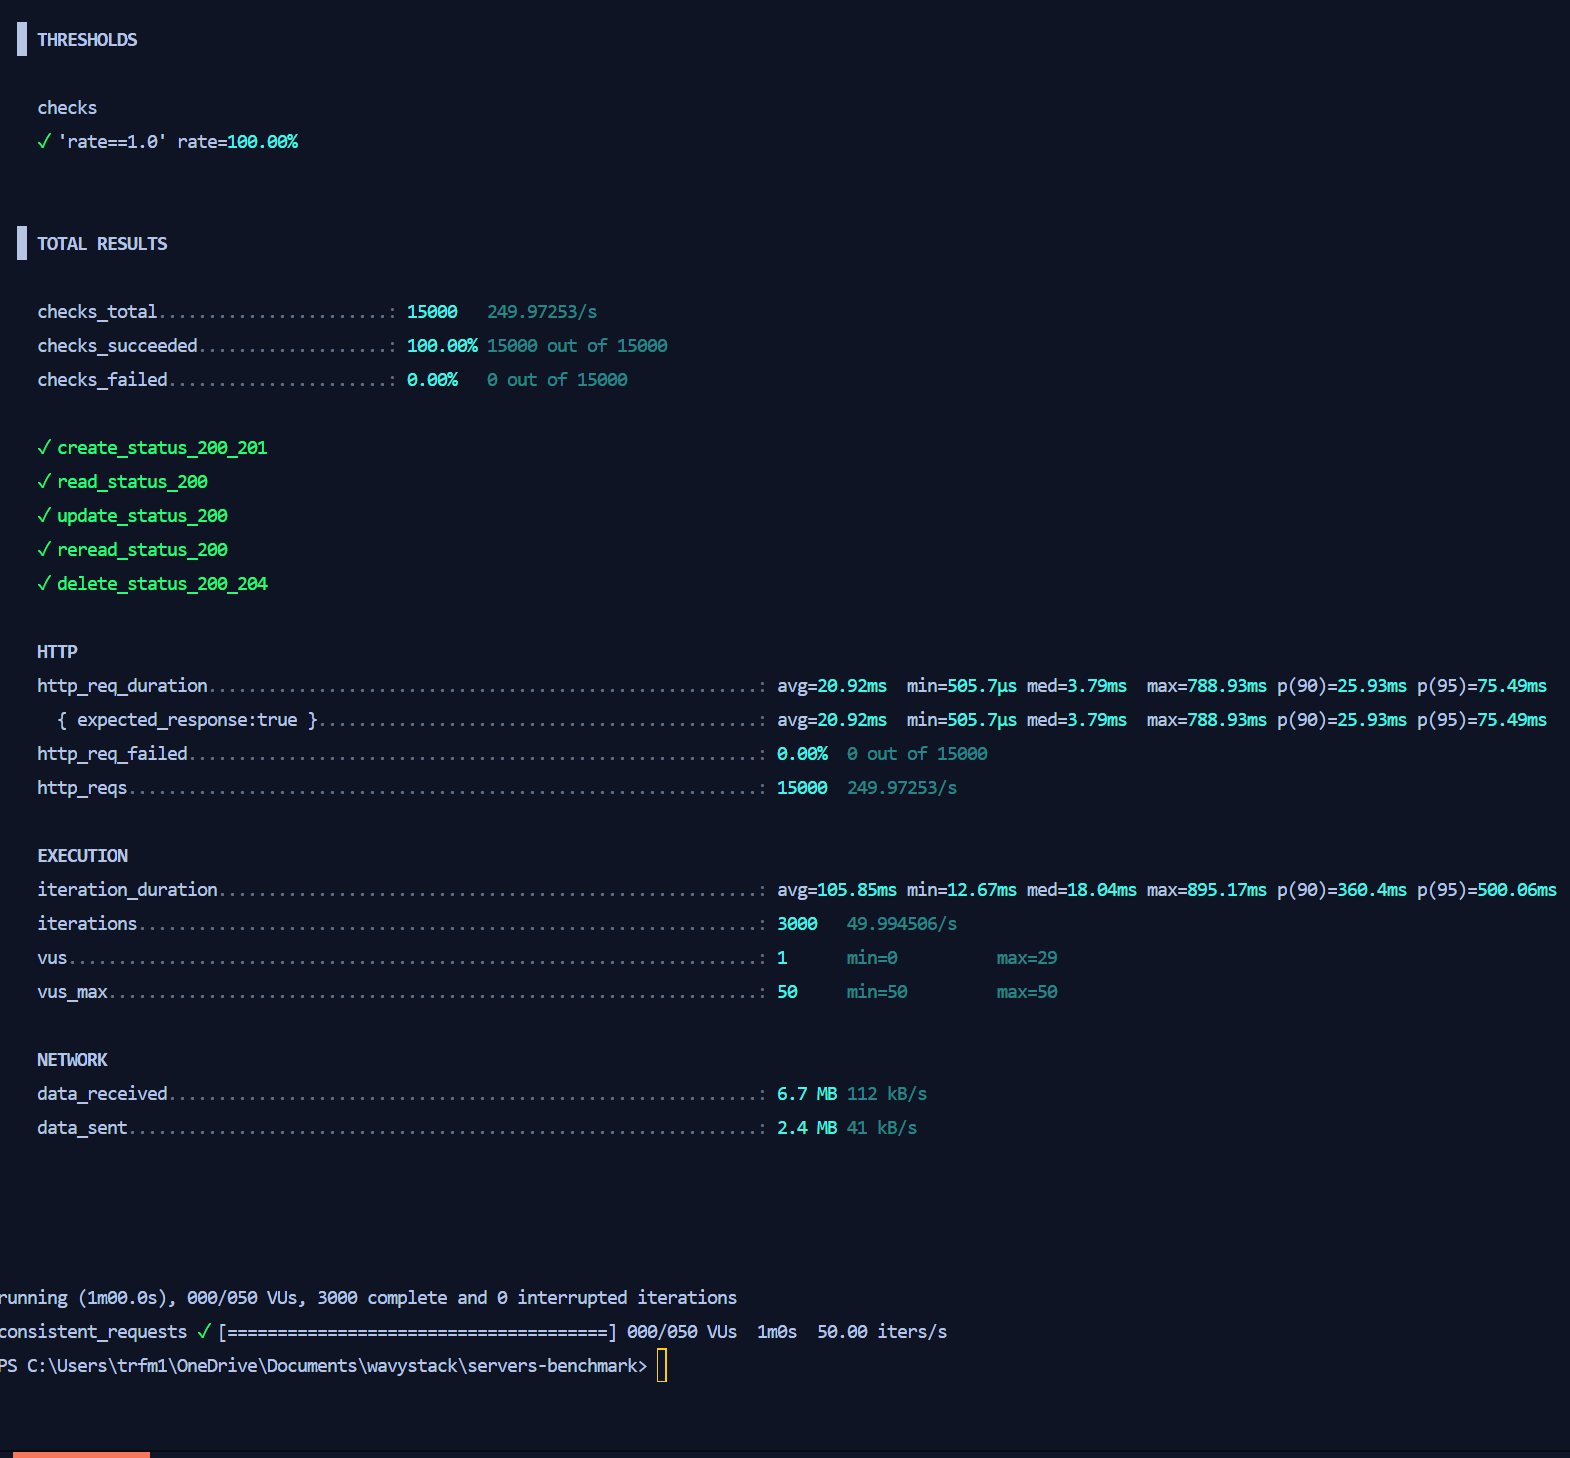 THRESHOLDS
checks
✓ 'rate==1.0' rate=100.00%
TOTAL RESULTS
checks_total.......................: 15000   249.97253/s
checks_succeeded...................: 100.00% 15000 out of 15000
checks_failed......................: 0.00%   0 out of 15000
✓ create_status_200_201
✓ read_status_200
✓ update_status_200
✓ reread_status_200
✓ delete_status_200_204
HTTP
http_req_duration.......................................................: avg=20.92ms  min=505.7µs med=3.79ms  max=788.93ms p(90)=25.93ms p(95)=75.49ms
{ expected_response:true }............................................: avg=20.92ms  min=505.7µs med=3.79ms  max=788.93ms p(90)=25.93ms p(95)=75.49ms
http_req_failed.........................................................: 0.00%  0 out of 15000
http_reqs...............................................................: 15000  249.97253/s
EXECUTION
iteration_duration......................................................: avg=105.85ms min=12.67ms med=18.04ms max=895.17ms p(90)=360.4ms p(95)=500.06ms
iterations..............................................................: 3000   49.994506/s
vus.....................................................................: 1      min=0          max=29
vus_max.................................................................: 50     min=50         max=50
NETWORK
data_received...........................................................: 6.7 MB 112 kB/s
data_sent...............................................................: 2.4 MB 41 kB/s
running (1m00.0s), 000/050 VUs, 3000 complete and 0 interrupted iterations
consistent_requests ✓ [======================================] 000/050 VUs  1m0s  50.00 iters/s
PS C:\Users\trfm1\OneDrive\Documents\wavystack\servers-benchmark>